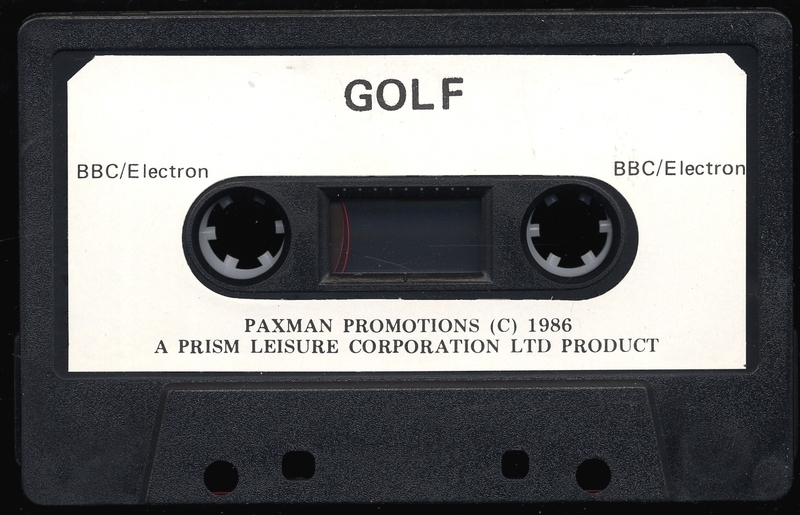 GOLF
BBC/Electron BBC/Electron
PAXMAN PROMOTIONS (C) 1986
A PRISM LEISURE CORPORATION LTD PRODUCT